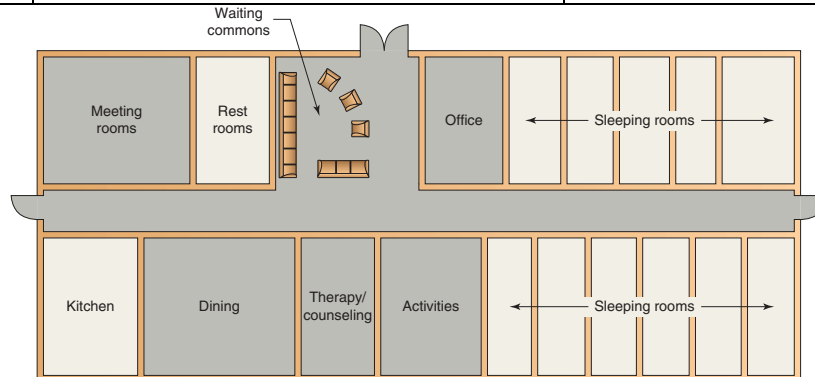 Waiting
commons
Meeting
rooms
Rest
rooms
Office
Sleeping rooms
Kitchen
Dining
Therapy/
counseling
Activities
Sleeping rooms